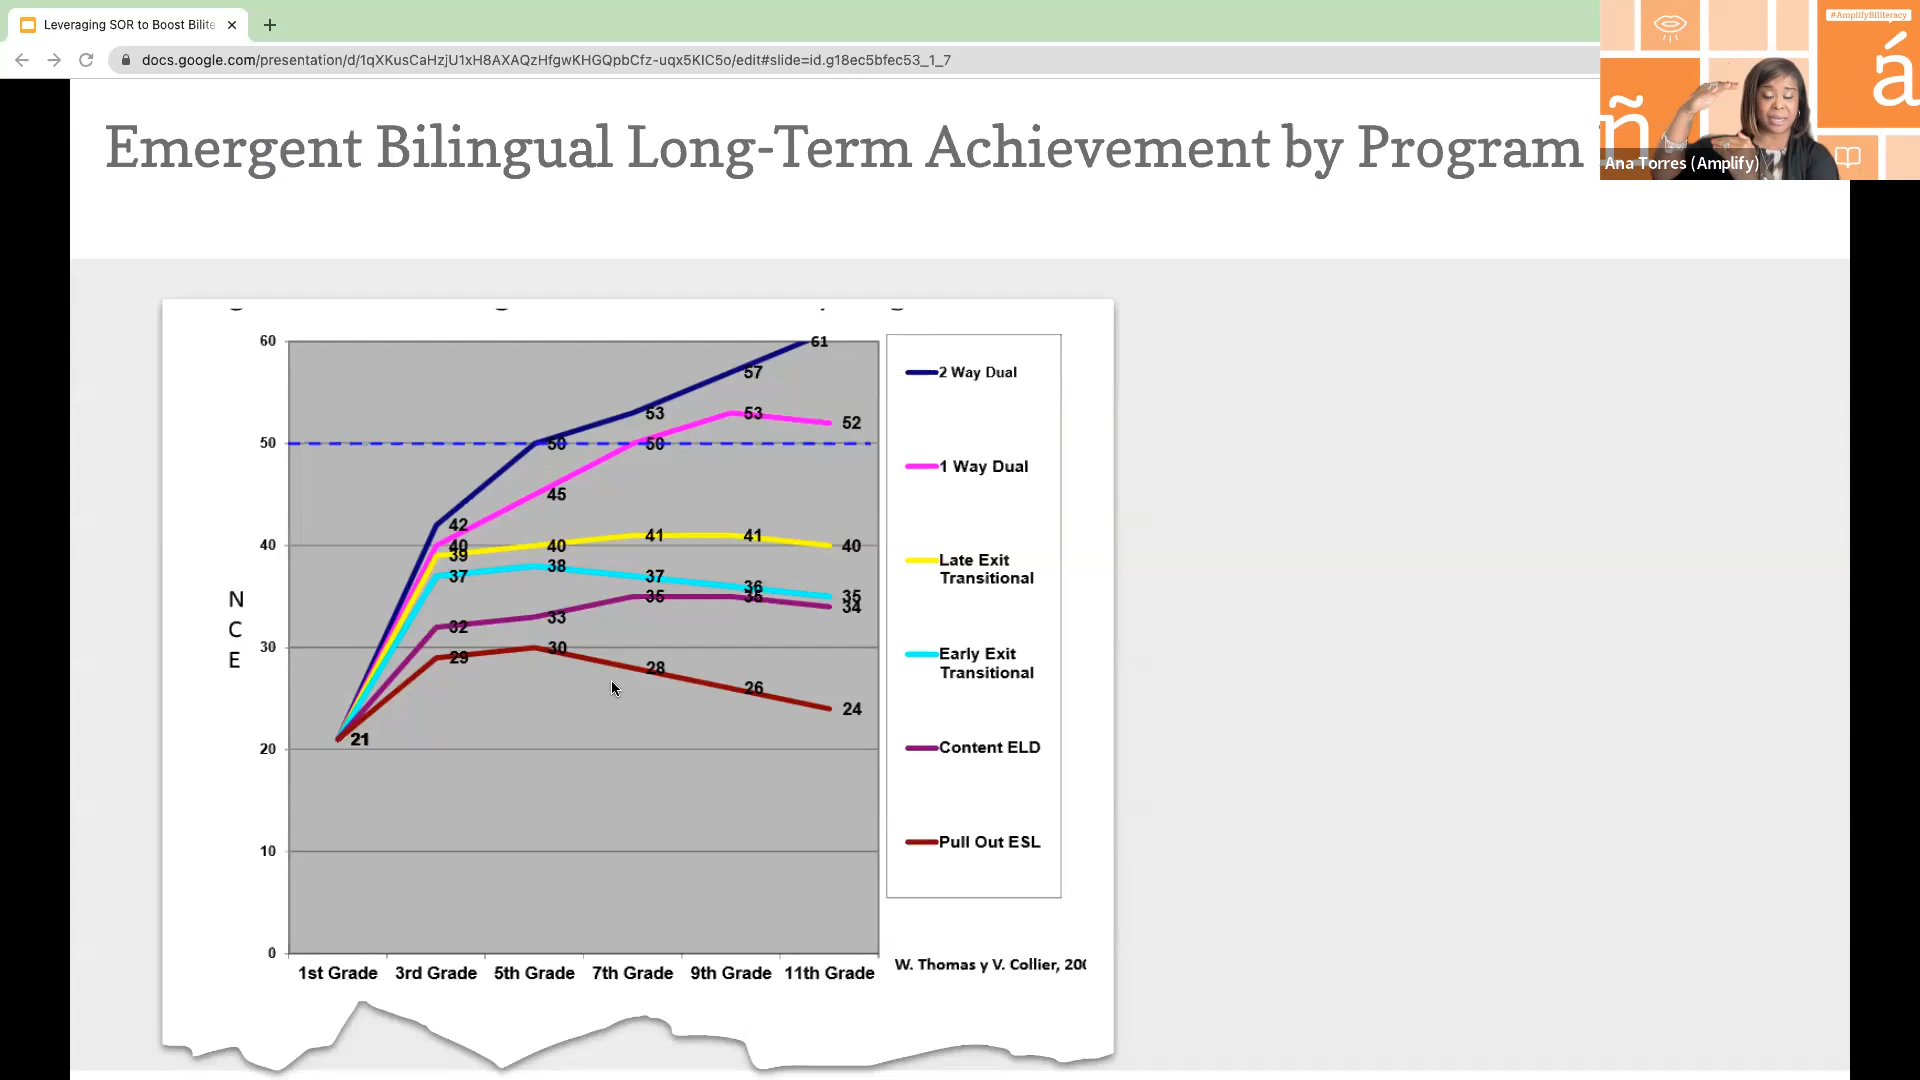 Leveraging SOR to Boost Bilite
docs.google.com/presentation/d/1qXKusCaHzjU1xH8AXAQzHfgwKHGQpbCfz-uqx5KIC5o/edit#slide=id.g18ec5bfec53_1_7
#AmplifyBiliteracy
ñ
á
Ana Torres (Amplify)
Emergent Bilingual Long-Term Achievement by Program
60
50
40
30
20
10
0
N
C
E
21
42
50
53
57
61
40
45
50
53
52
39
40
41
41
40
37
38
37
36
35
32
33
35
35
34
29
30
28
26
24
1st Grade 3rd Grade 5th Grade 7th Grade 9th Grade 11th Grade
2 Way Dual
1 Way Dual
Late Exit
Transitional
Early Exit
Transitional
Content ELD
Pull Out ESL
W. Thomas y V. Collier,